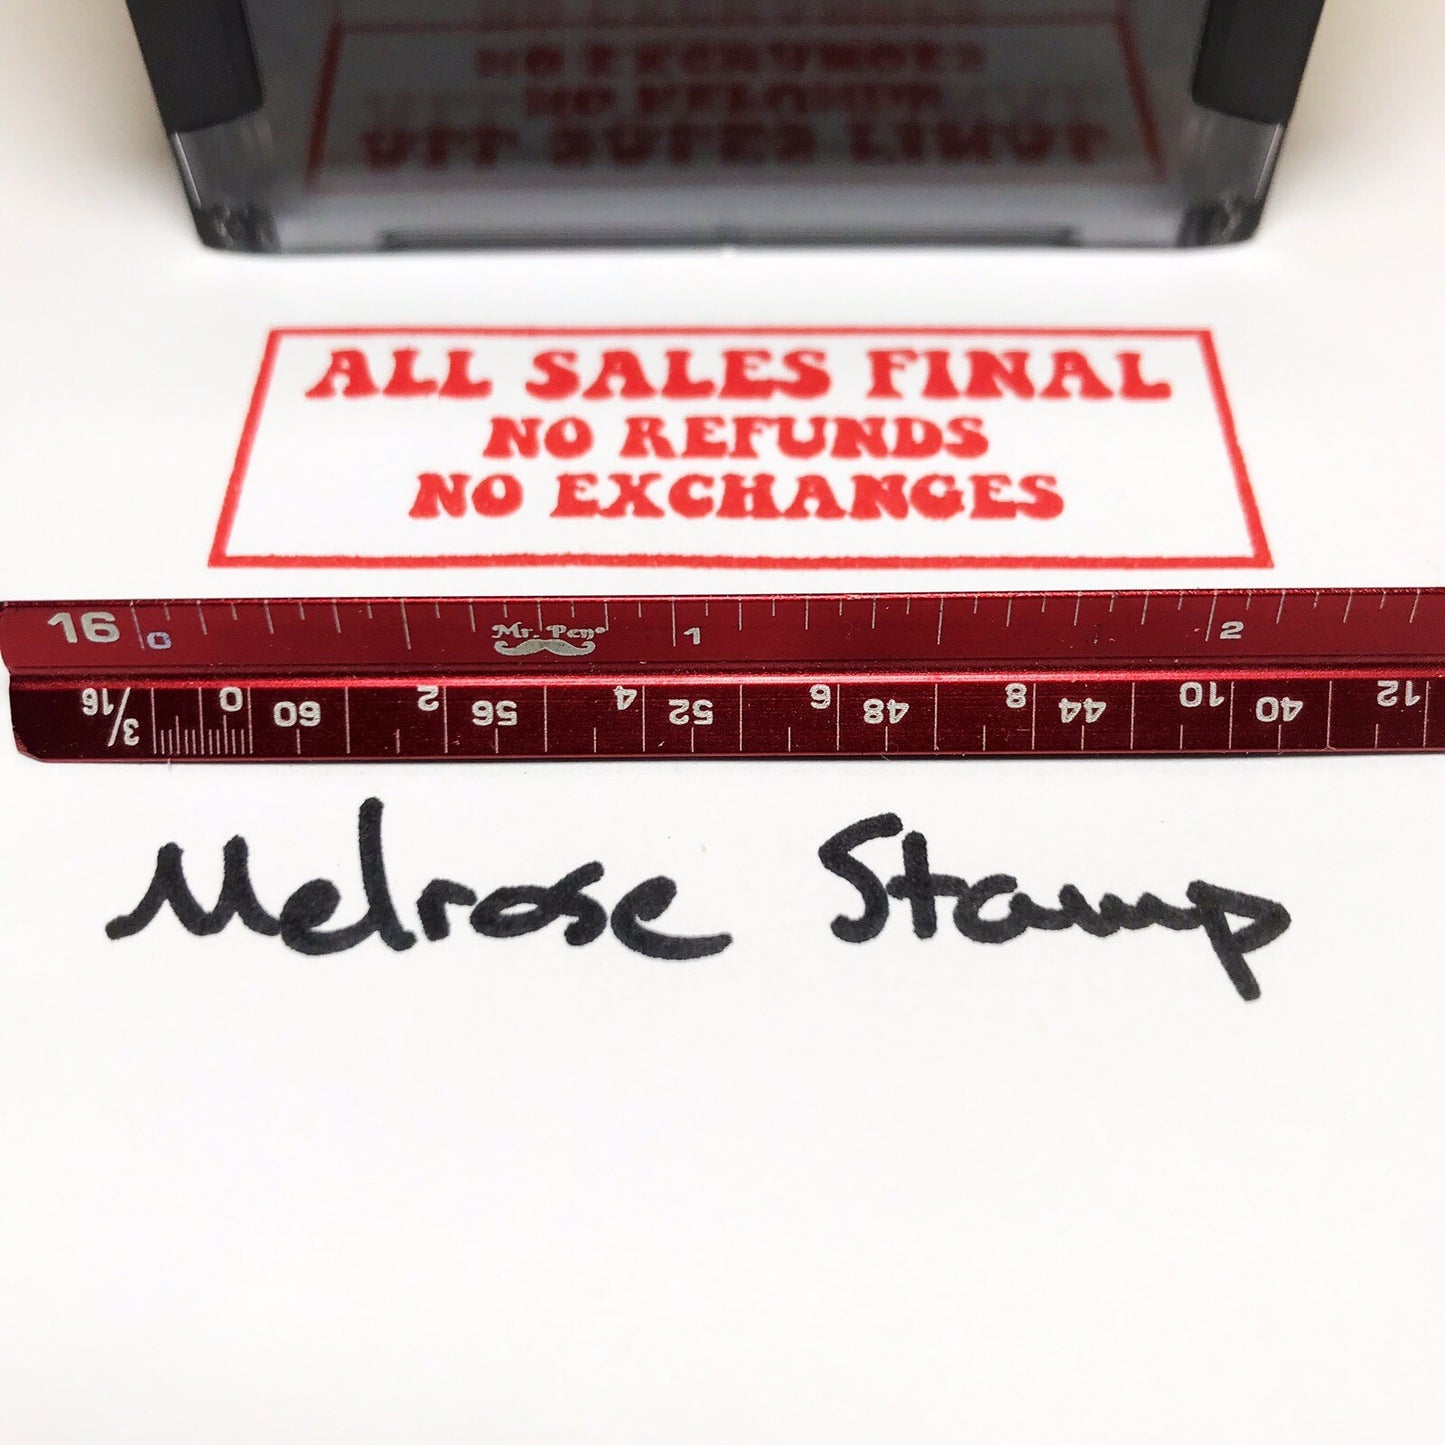 ALL SALES FINAL
NO REFUNDS
NO EXCHANGES
16 0 Mr. Pen® 1 2
3/16 0 60 2 56 4 52 6 48 8 44 10 40 12
Melrose Stamp